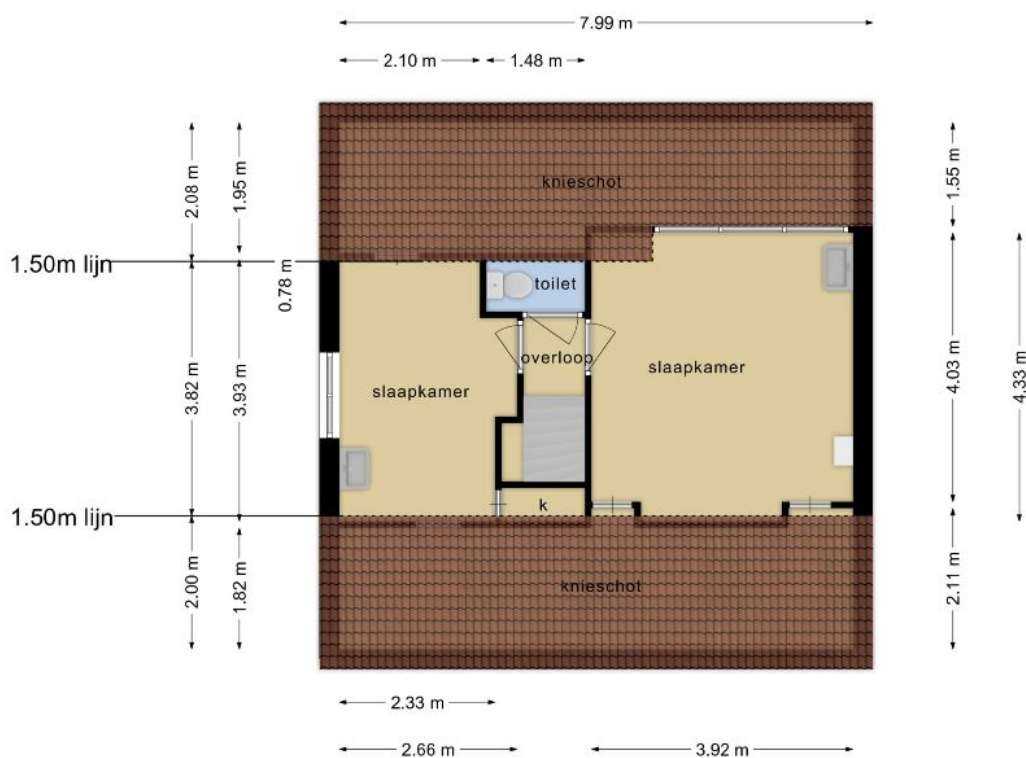 7.99 m
2.10 m
1.48 m
2.08 m
1.95 m
1.55 m
knieschot
1.50m lijn
0.78 m
toilet
overloop
slaapkamer
slaapkamer
3.82 m
3.93 m
4.03 m
4.33 m
k
1.50m lijn
knieschot
2.00 m
1.82 m
2.11 m
2.33 m
2.66 m
3.92 m